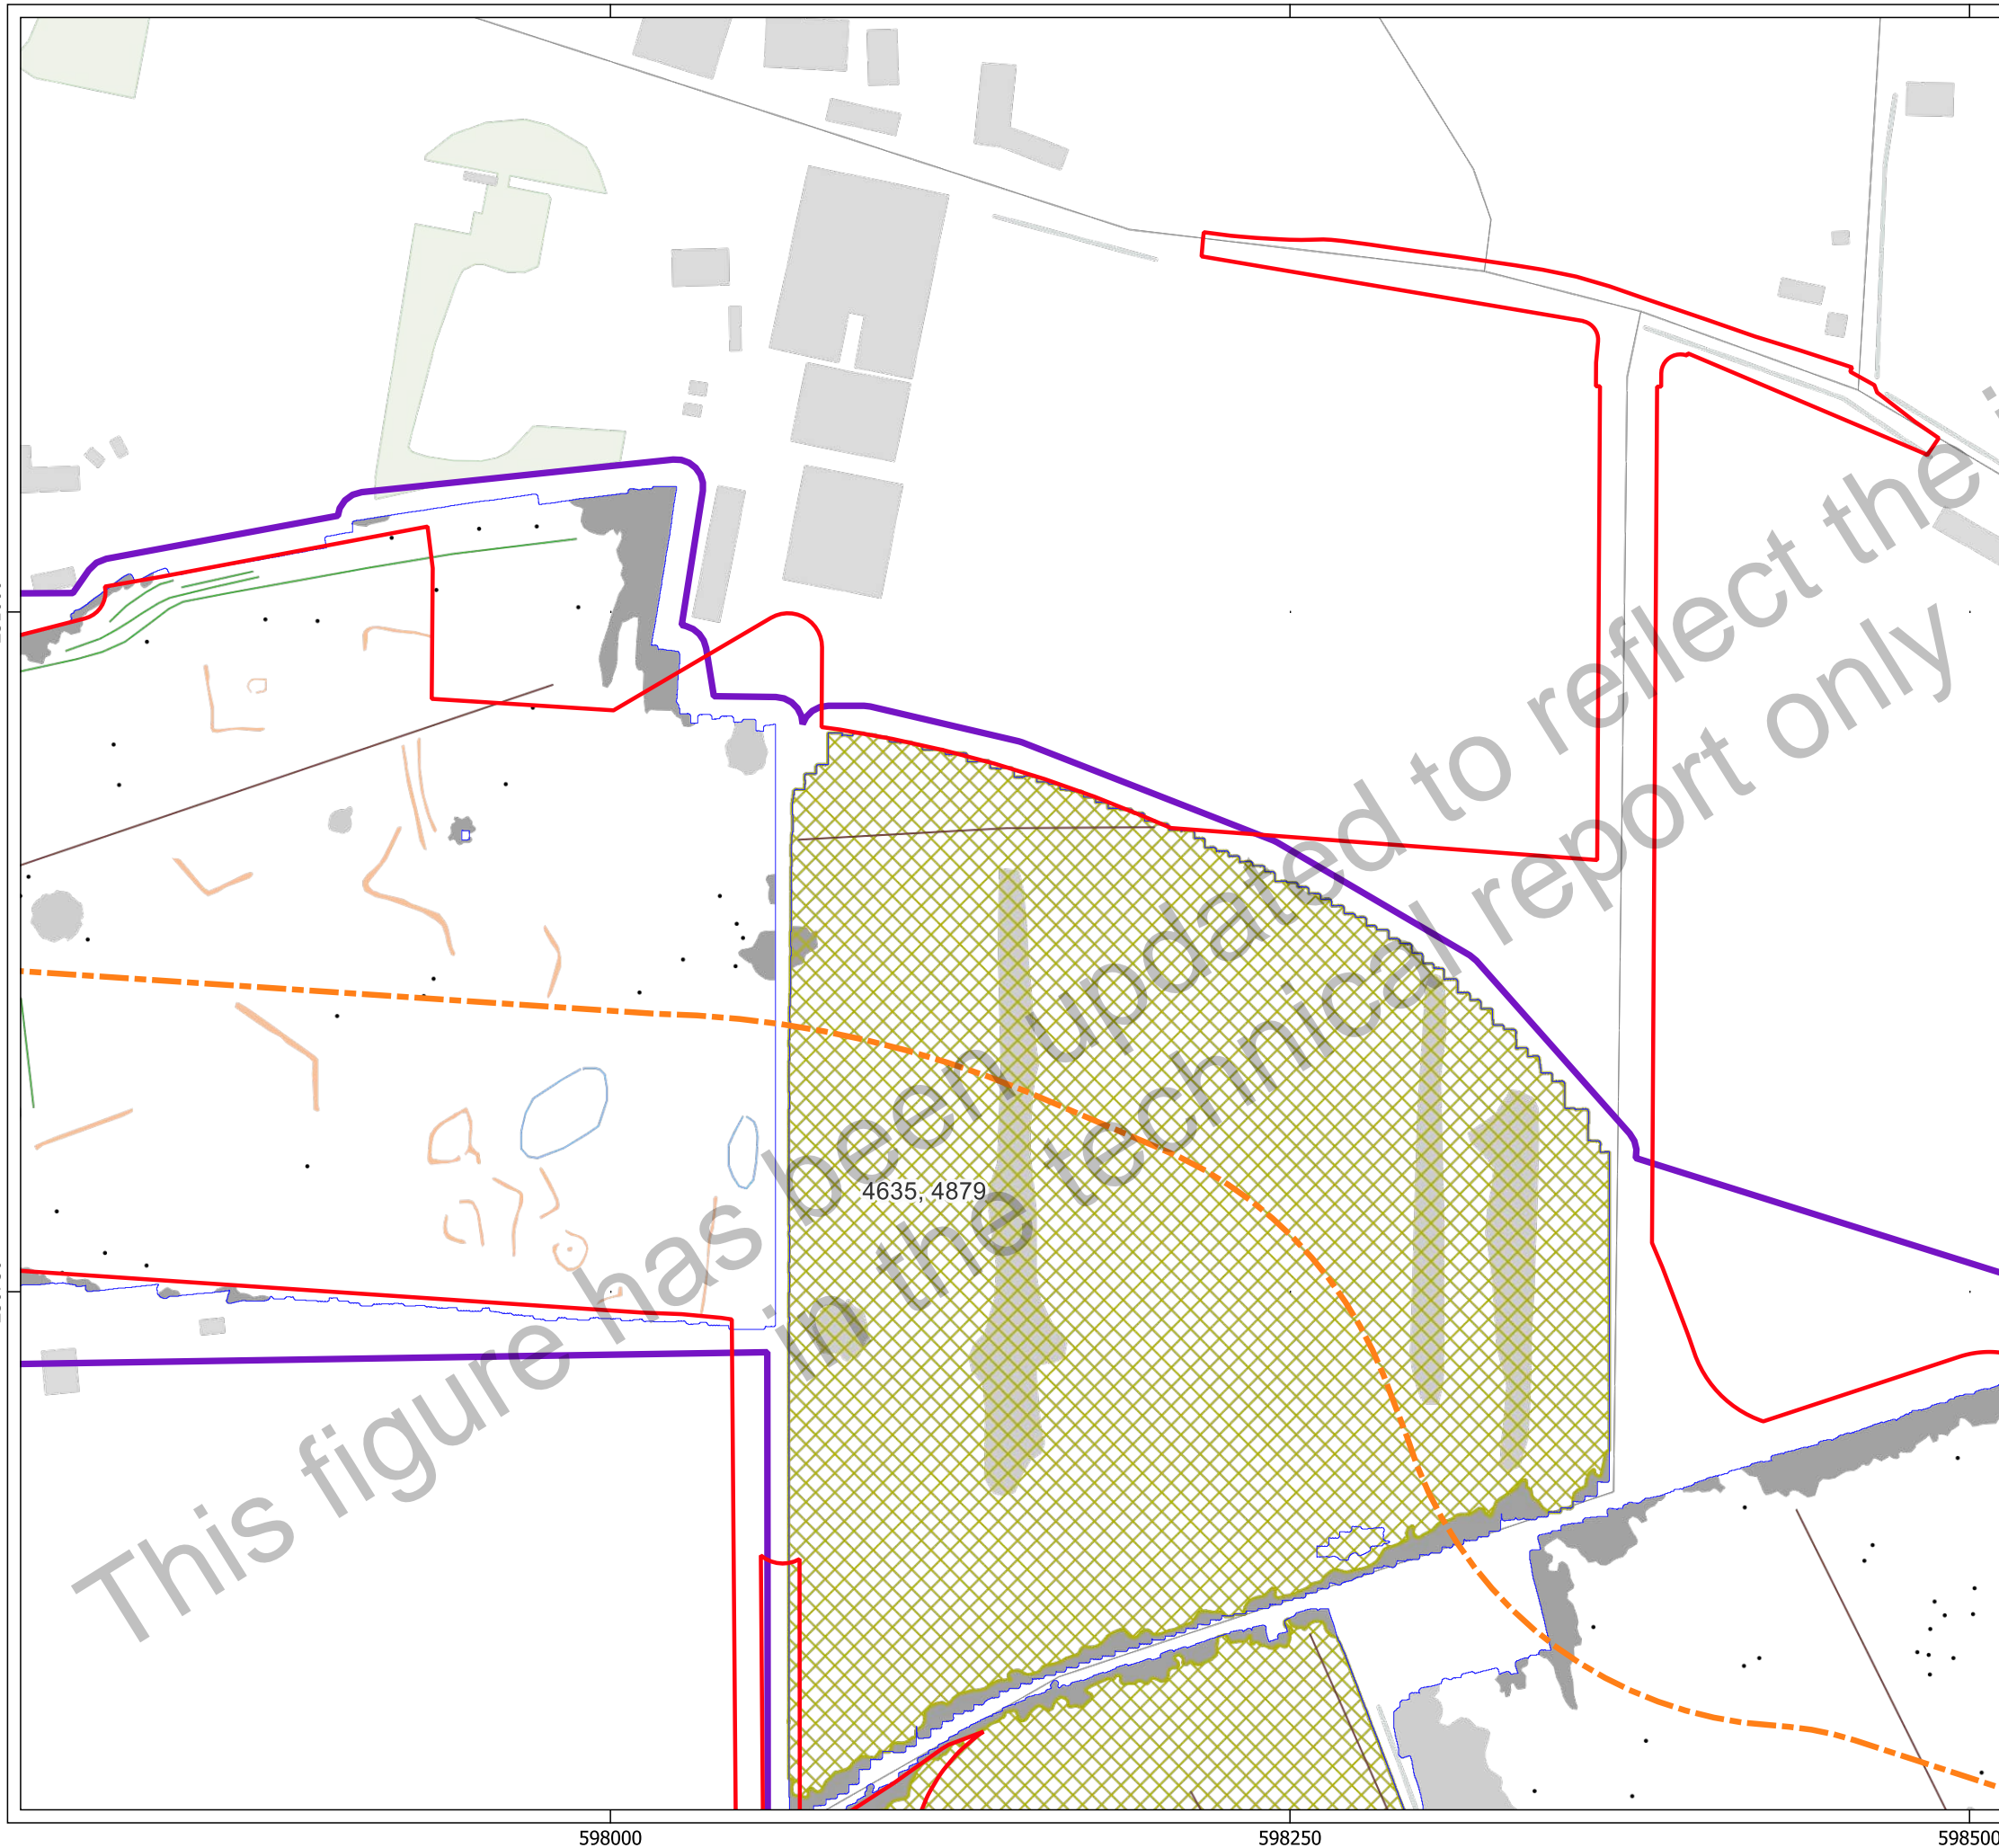 This figure has been updated to reflect the
in the technical report only
4635, 4879
598000
598250
598500